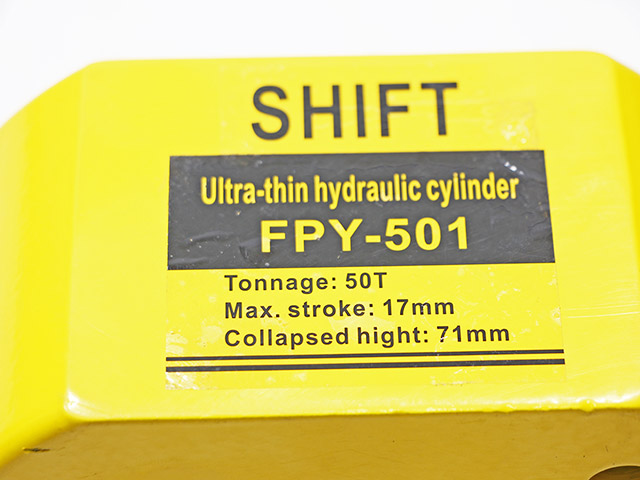 SHIFT
Ultra-thin hydraulic cylinder
FPY-501
Tonnage: 50T
Max. stroke: 17mm
Collapsed hight: 71mm